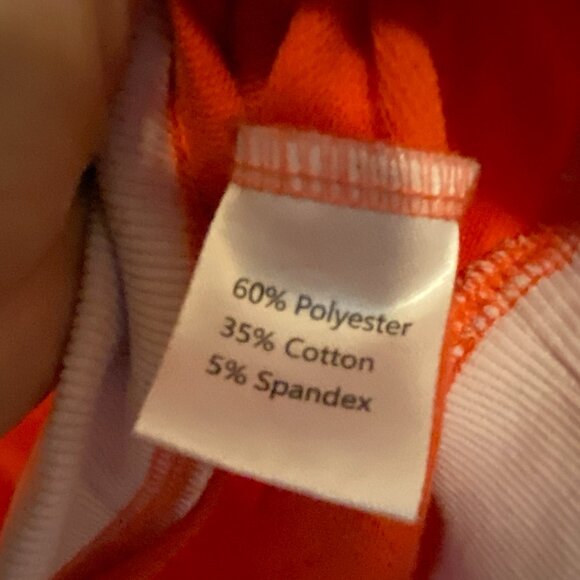 60% Polyester
35% Cotton
5% Spandex